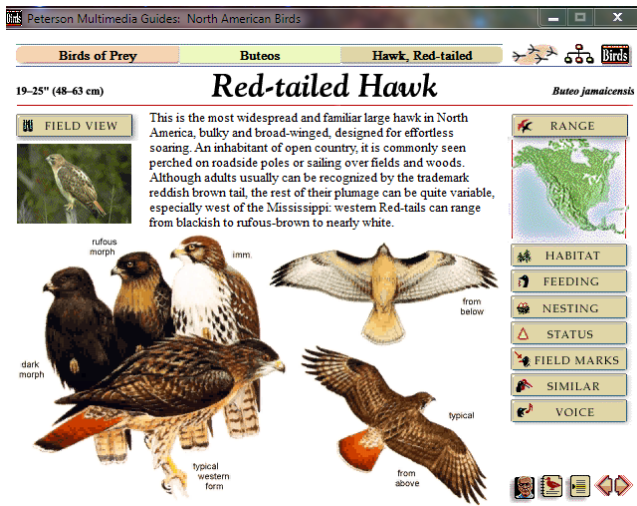 Peterson Multimedia Guides: North American Birds
Birds of Prey
Buteos
Hawk, Red-tailed
Birds
19–25" (48–63 cm)
Red-tailed Hawk
Buteo jamaicensis
FIELD VIEW
This is the most widespread and familiar large hawk in North
America, bulky and broad-winged, designed for effortless
soaring. An inhabitant of open country, it is commonly seen
perched on roadside poles or sailing over fields and woods.
Although adults usually can be recognized by the trademark
reddish brown tail, the rest of their plumage can be quite variable,
especially west of the Mississippi: western Red-tails can range
from blackish to rufous-brown to nearly white.
RANGE
HABITAT
FEEDING
NESTING
STATUS
FIELD MARKS
SIMILAR
VOICE
rufous
morph
imm.
dark
morph
typical
western
form
from
below
typical
from
above